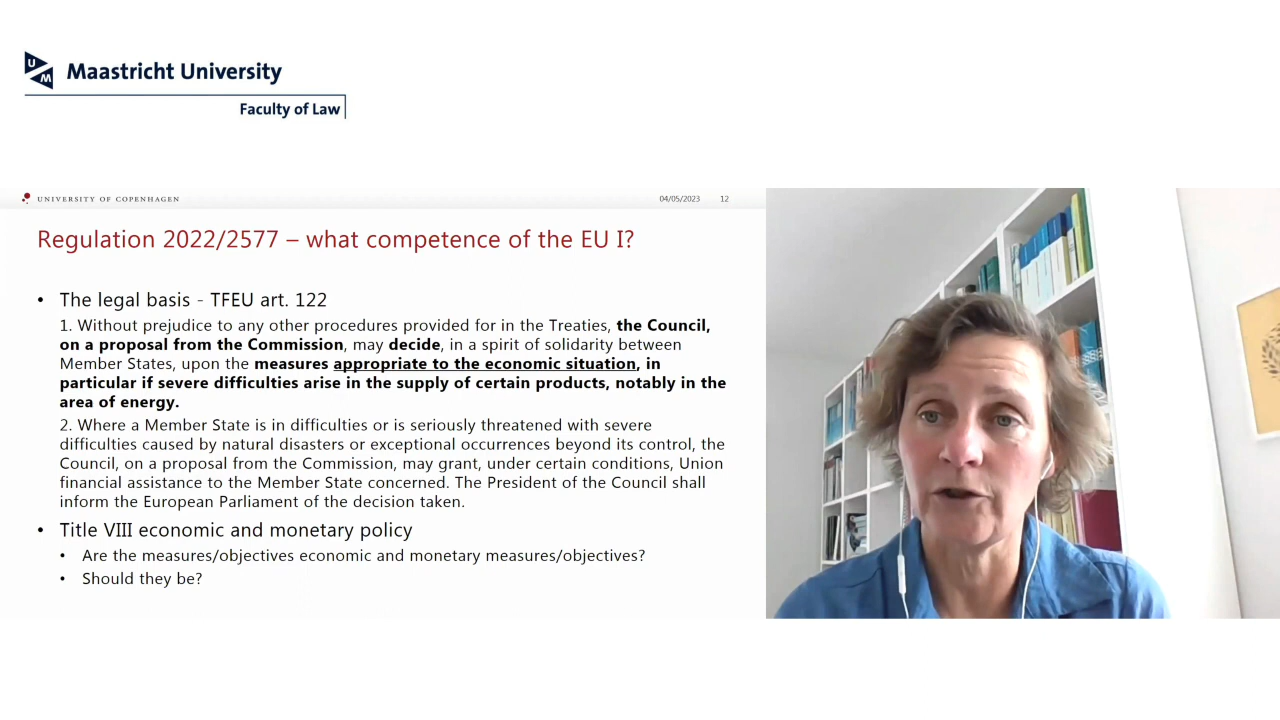 U
M
Maastricht University
Faculty of Law
UNIVERSITY OF COPENHAGEN
04/05/2023 12
Regulation 2022/2577 – what competence of the EU I?
• The legal basis - TFEU art. 122
1. Without prejudice to any other procedures provided for in the Treaties, the Council,
on a proposal from the Commission, may decide, in a spirit of solidarity between
Member States, upon the measures appropriate to the economic situation, in
particular if severe difficulties arise in the supply of certain products, notably in the
area of energy.
2. Where a Member State is in difficulties or is seriously threatened with severe
difficulties caused by natural disasters or exceptional occurrences beyond its control, the
Council, on a proposal from the Commission, may grant, under certain conditions, Union
financial assistance to the Member State concerned. The President of the Council shall
inform the European Parliament of the decision taken.
• Title VIII economic and monetary policy
• Are the measures/objectives economic and monetary measures/objectives?
• Should they be?